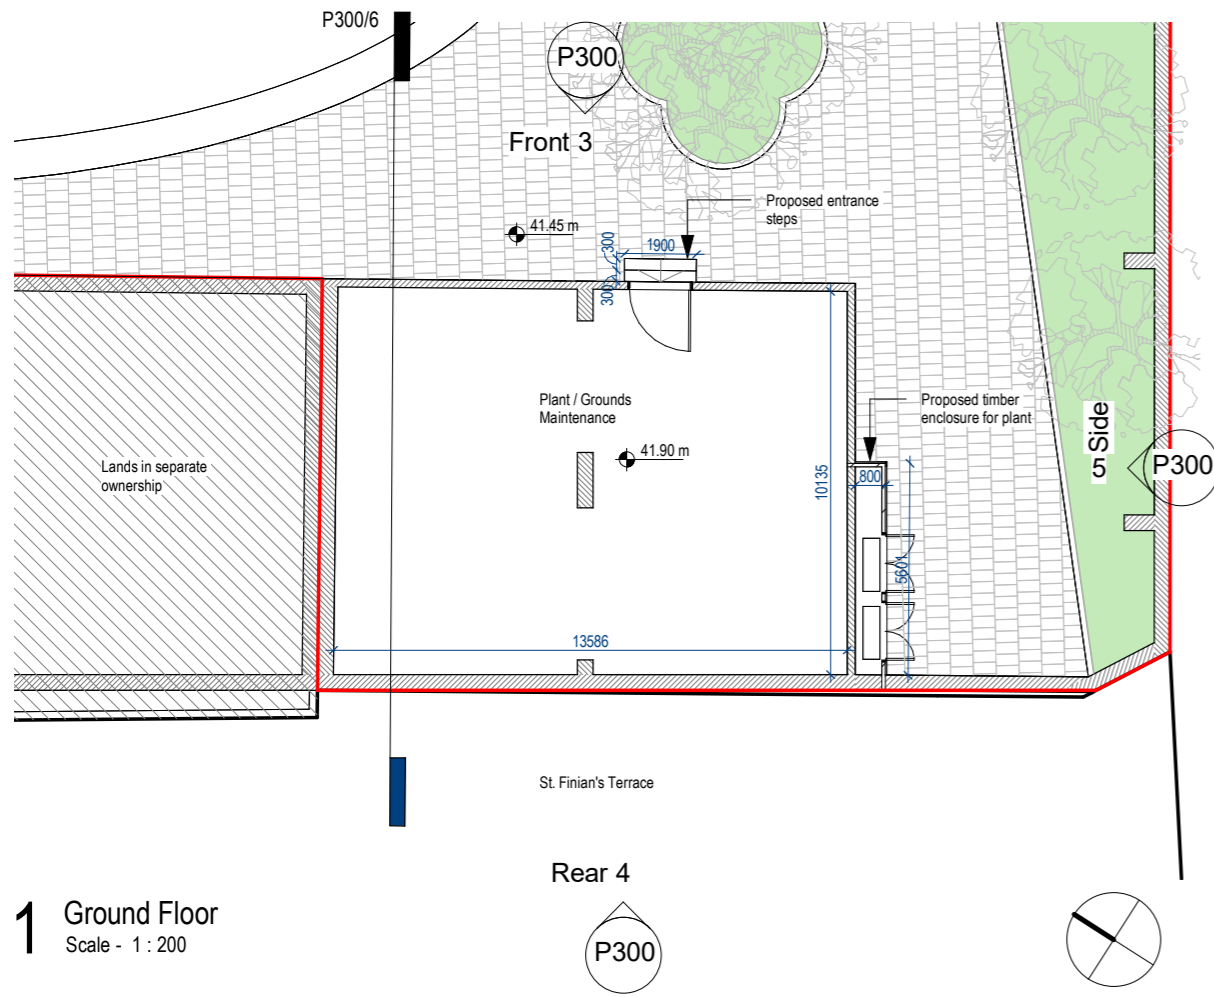 P300/6
P300
Front 3
Proposed entrance
steps
41.45 m
300
1900
300
Plant / Grounds
Maintenance
Proposed timber
enclosure for plant
41.90 m
Lands in separate
ownership
10135
800
5601
5 Side
P300
13586
St. Finian's Terrace
Rear 4
P300
1 Ground Floor
Scale - 1 : 200